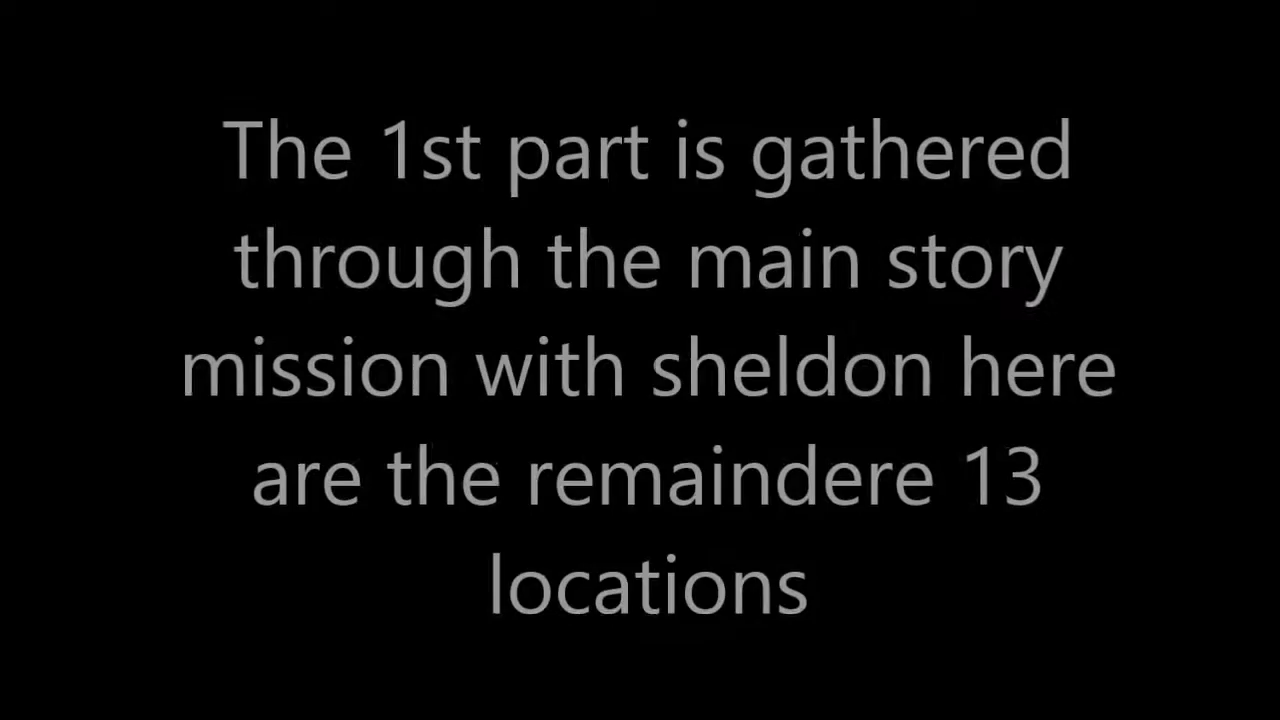 The 1st part is gathered
through the main story
mission with sheldon here
are the remaindere 13
locations